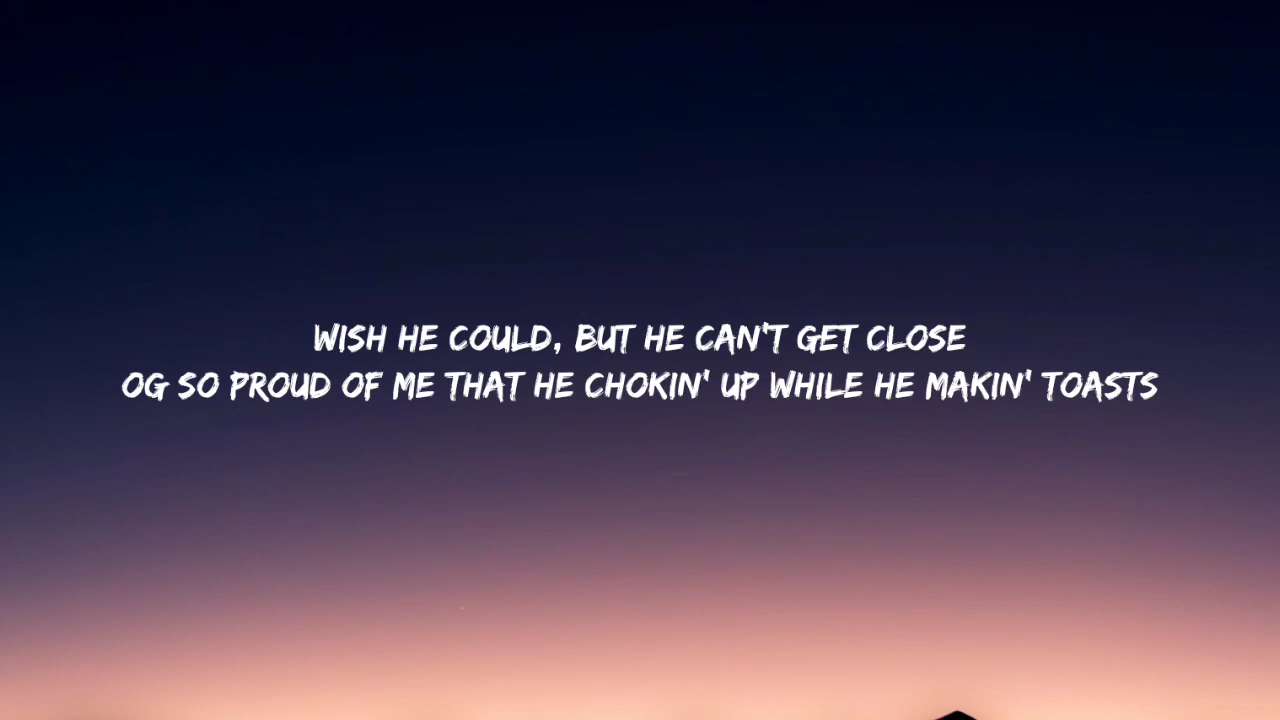 WISH HE COULD, BUT HE CAN'T GET CLOSE
OG SO PROUD OF ME THAT HE CHOKIN' UP WHILE HE MAKIN' TOASTS